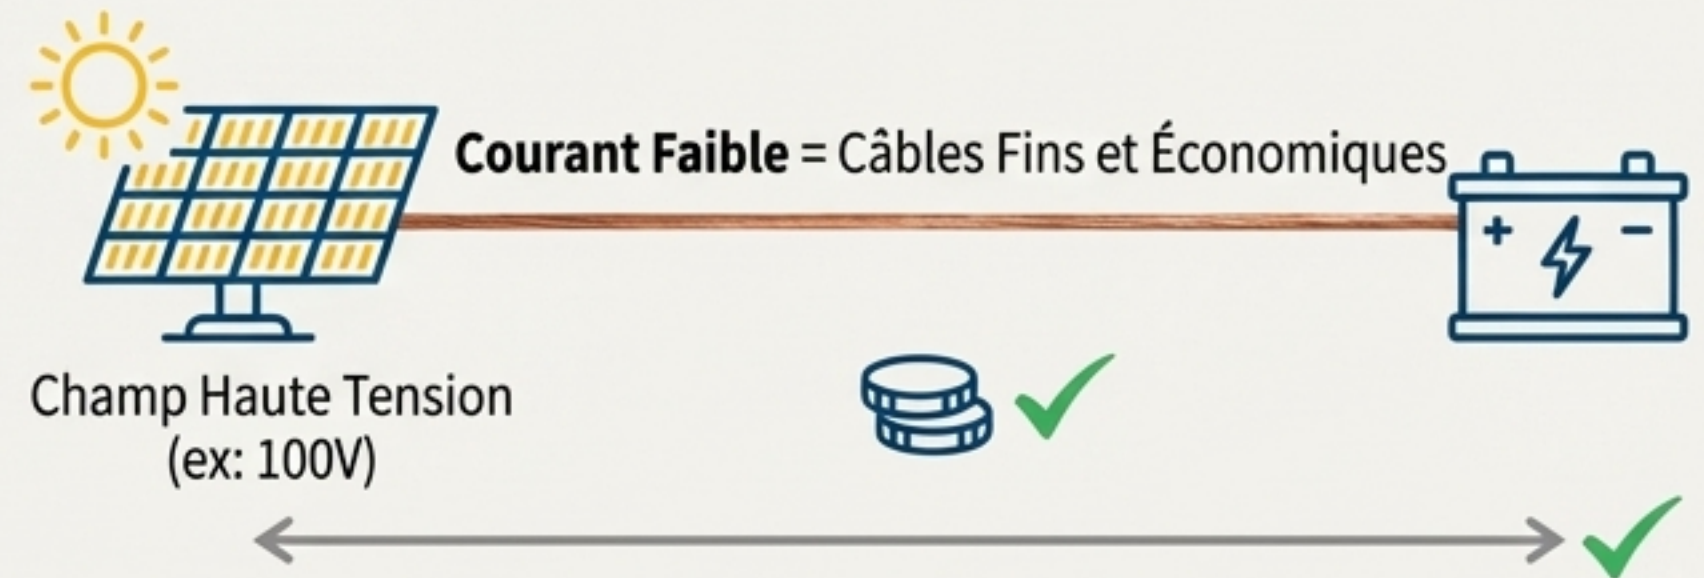 Courant Faible = Câbles Fins et Économiques
+ −
Champ Haute Tension
(ex: 100V)